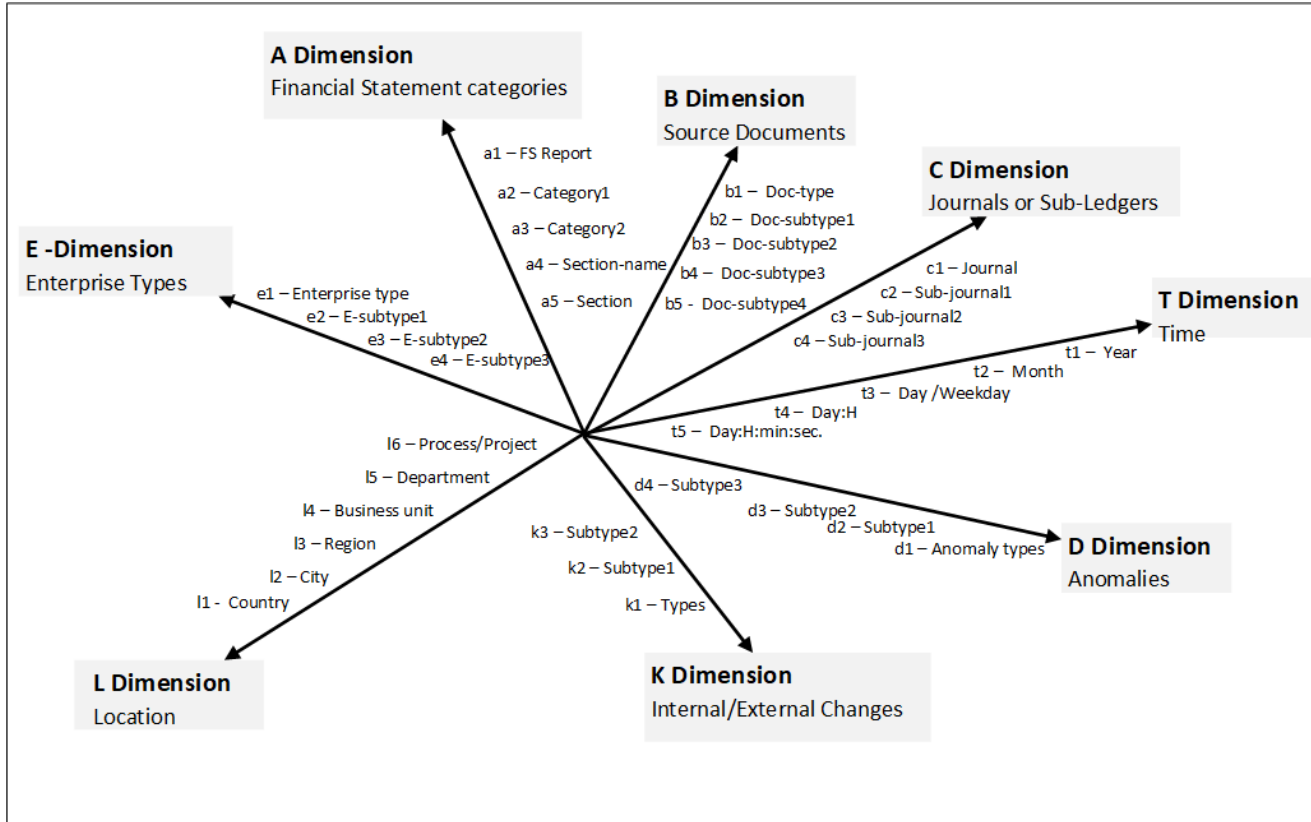 A Dimension
Financial Statement categories
a1 – FS Report
a2 – Category1
a3 – Category2
a4 – Section-name
a5 – Section
B Dimension
Source Documents
b1 – Doc-type
b2 – Doc-subtype1
b3 – Doc-subtype2
b4 – Doc-subtype3
b5 - Doc-subtype4
C Dimension
Journals or Sub-Ledgers
c1 – Journal
c2 – Sub-journal1
c3 – Sub-journal2
c4 – Sub-journal3
E -Dimension
Enterprise Types
e1 – Enterprise type
e2 – E-subtype1
e3 – E-subtype2
e4 – E-subtype3
T Dimension
Time
t1 – Year
t2 – Month
t3 – Day /Weekday
t4 – Day:H
t5 – Day:H:min:sec.
l6 – Process/Project
l5 – Department
l4 – Business unit
l3 – Region
l2 – City
l1 - Country
L Dimension
Location
k3 – Subtype2
k2 – Subtype1
k1 – Types
K Dimension
Internal/External Changes
d4 – Subtype3
d3 – Subtype2
d2 – Subtype1
d1 – Anomaly types
D Dimension
Anomalies